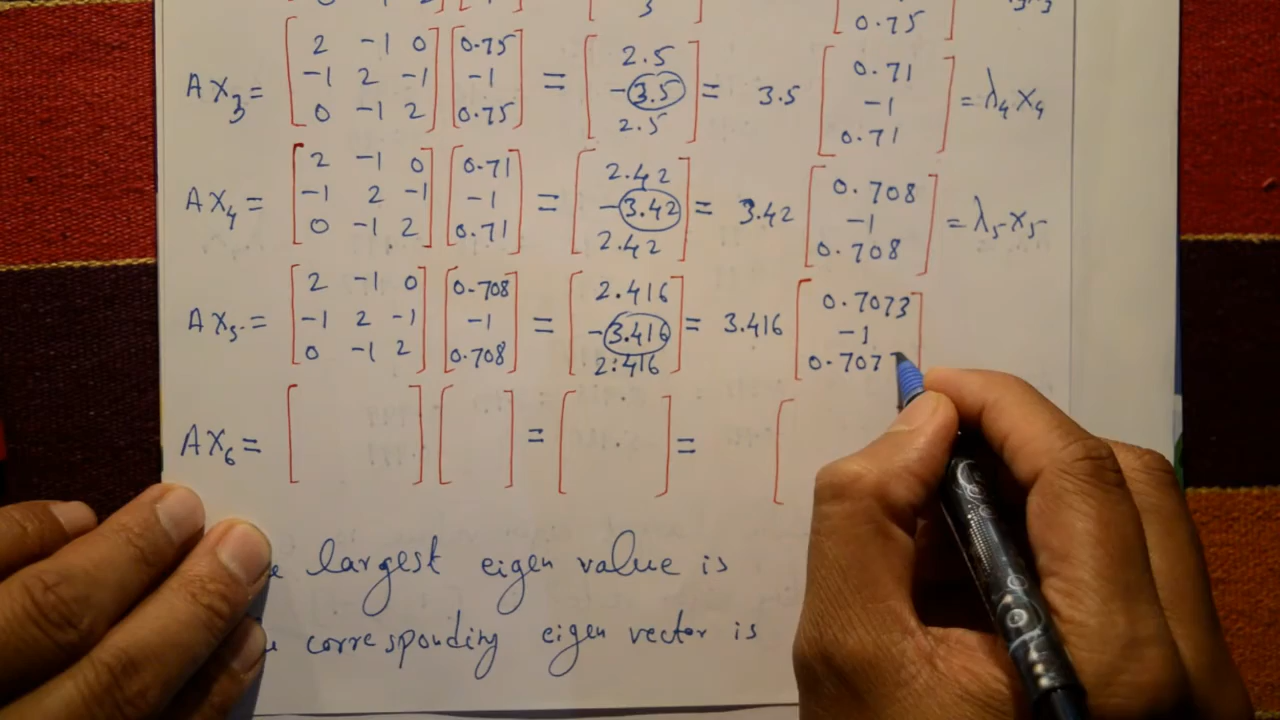 3
0.75
2 -1 0 0.75 2.5 0.71
AX3 = -1 2 -1 -1 = -3.5 = 3.5 -1 = λ4 X4
0 -1 2 0.75 2.5 0.71
2 -1 0 0.71 2.42 0.708
AX4 = -1 2 -1 -1 = -3.42 = 3.42 -1 = λ5 X5
0 -1 2 0.71 2.42 0.708
2 -1 0 0.708 2.416 0.7073
AX5 = -1 2 -1 -1 = -3.416 = 3.416 -1
0 -1 2 0.708 2.416 0.707
AX6 = = =
largest eigen value is
corresponding eigen vector is